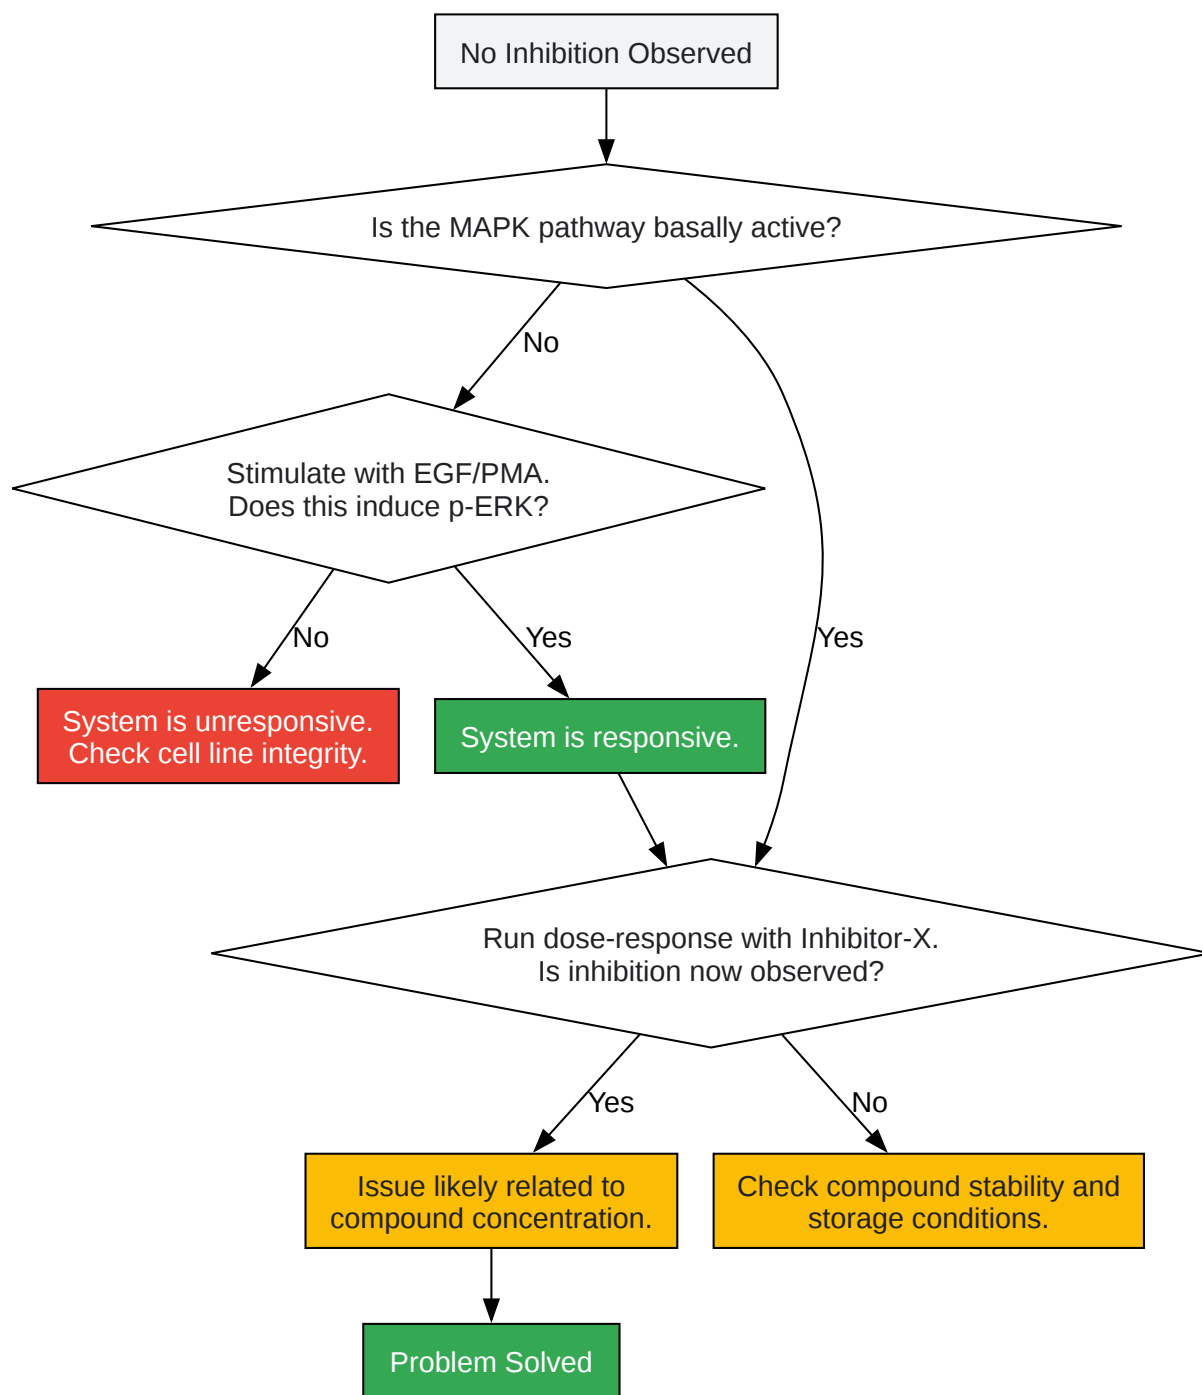 No Inhibition Observed
Is the MAPK pathway basally active?
No
Stimulate with EGF/PMA.
Does this induce p-ERK?
No
Yes
Yes
System is unresponsive.
Check cell line integrity.
System is responsive.
Run dose-response with Inhibitor-X.
Is inhibition now observed?
Yes
No
Issue likely related to
compound concentration.
Check compound stability and
storage conditions.
Problem Solved